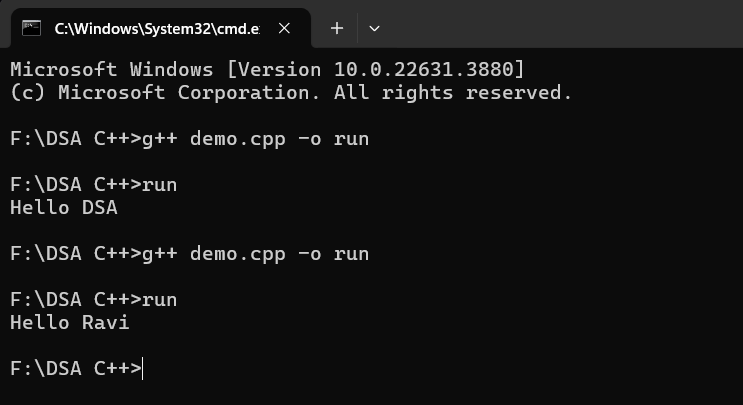 C:\Windows\System32\cmd.e
Microsoft Windows [Version 10.0.22631.3880]
(c) Microsoft Corporation. All rights reserved.
F:\DSA C++>g++ demo.cpp -o run
F:\DSA C++>run
Hello DSA
F:\DSA C++>g++ demo.cpp -o run
F:\DSA C++>run
Hello Ravi
F:\DSA C++>